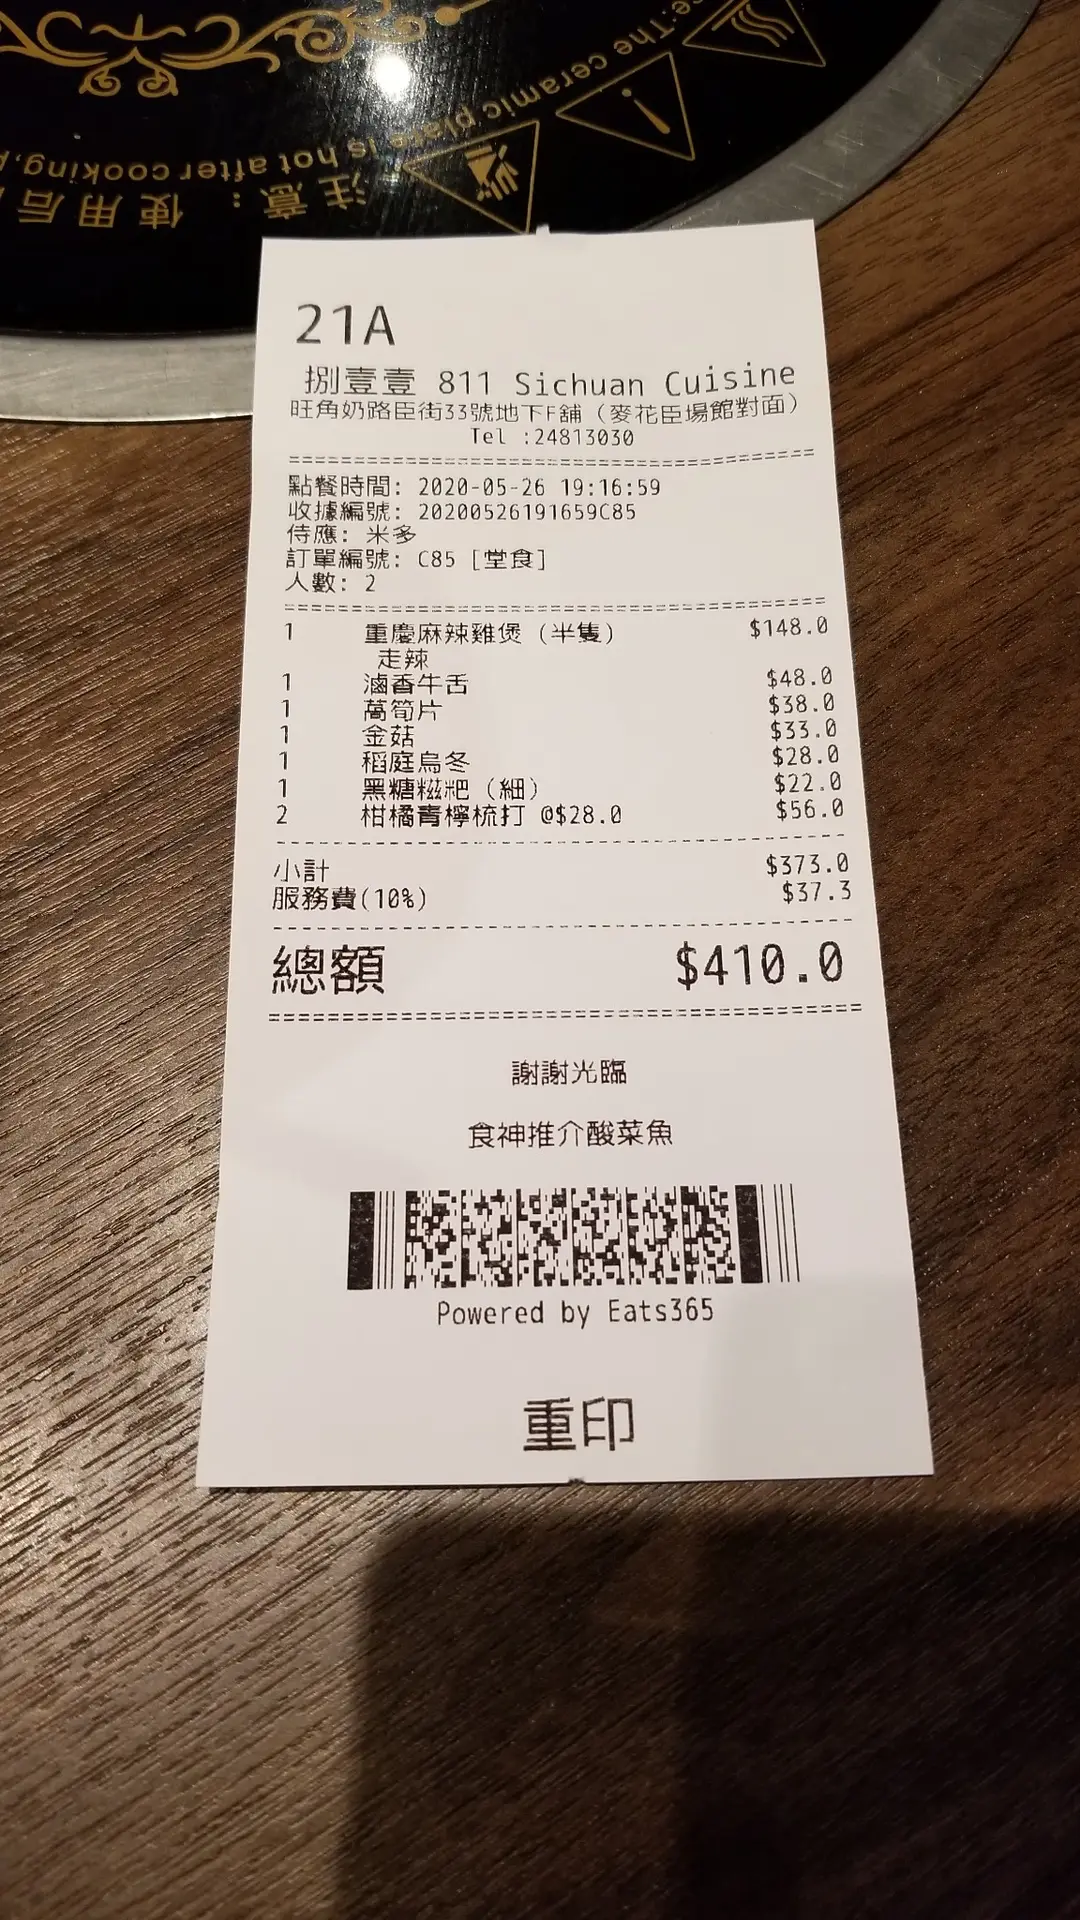 e: The ceramic plate is hot after cooking,
注意：使用后
21A
捌壹壹 811 Sichuan Cuisine
旺角奶路臣街33號地下F舖 (麥花臣場館對面)
Tel :24813030
點餐時間: 2020-05-26 19:16:59
收據編號: 20200526191659C85
侍應: 米多
訂單編號: C85 [堂食]
人數: 2
1 重慶麻辣雞煲 (半隻) $148.0
走辣
1 滷香牛舌 $48.0
1 萵筍片 $38.0
1 金菇 $33.0
1 稻庭烏冬 $28.0
1 黑糖糍粑 (細) $22.0
2 柑橘青檸梳打 @$28.0 $56.0
小計 $373.0
服務費(10%) $37.3
總額 $410.0
謝謝光臨
食神推介酸菜魚
Powered by Eats365
重印